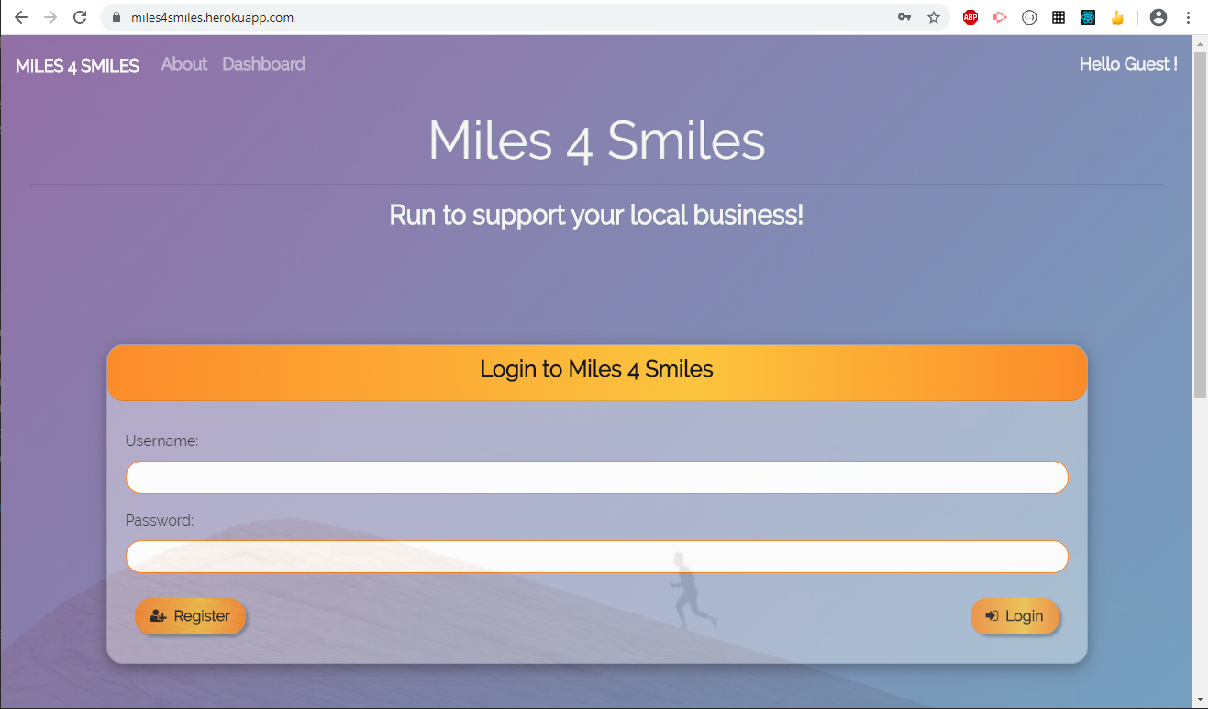 miles4smiles.herokuapp.com
ABP
MILES 4 SMILES About Dashboard Hello Guest !
Miles 4 Smiles
Run to support your local business!
Login to Miles 4 Smiles
Username:
Password:
Register Login